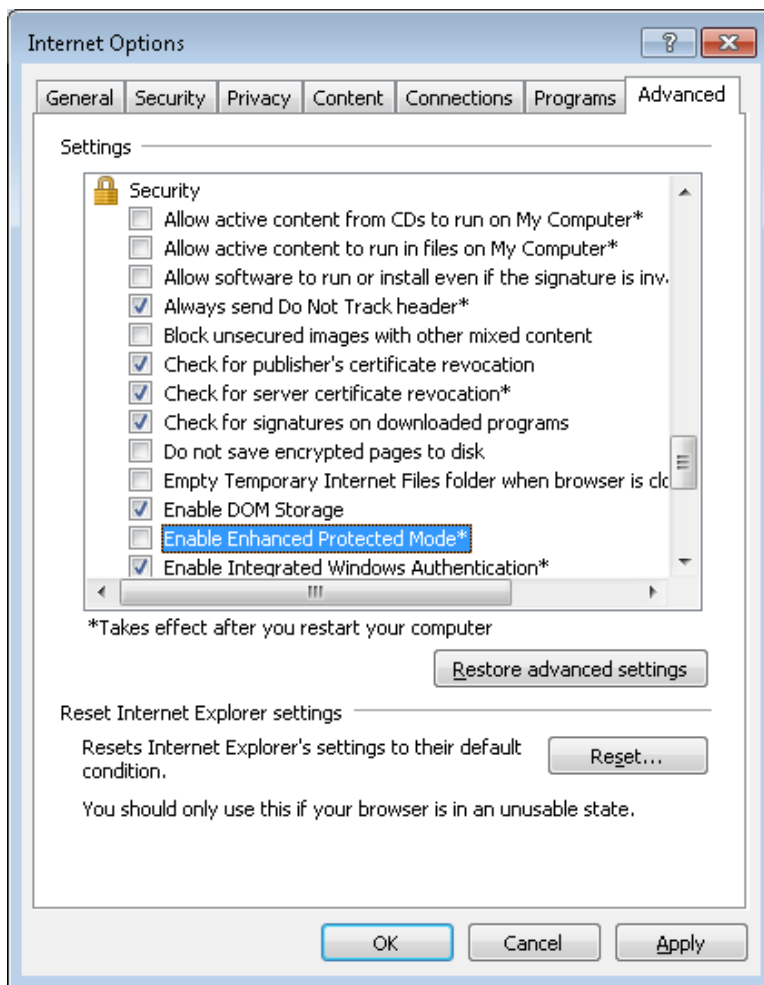 Internet Options
General Security Privacy Content Connections Programs Advanced
Settings
Security
Allow active content from CDs to run on My Computer*
Allow active content to run in files on My Computer*
Allow software to run or install even if the signature is
Always send Do Not Track header*
Block unsecured images with other mixed content
Check for publisher's certificate revocation
Check for server certificate revocation*
Check for signatures on downloaded programs
Do not save encrypted pages to disk
Empty Temporary Internet Files folder when browser is
Enable DOM Storage
Enable Enhanced Protected Mode*
Enable Integrated Windows Authentication*
*Takes effect after you restart your computer
Restore advanced settings
Reset Internet Explorer settings
Resets Internet Explorer's settings to their default
condition.
Reset...
You should only use this if your browser is in an unusable state.
OK Cancel Apply